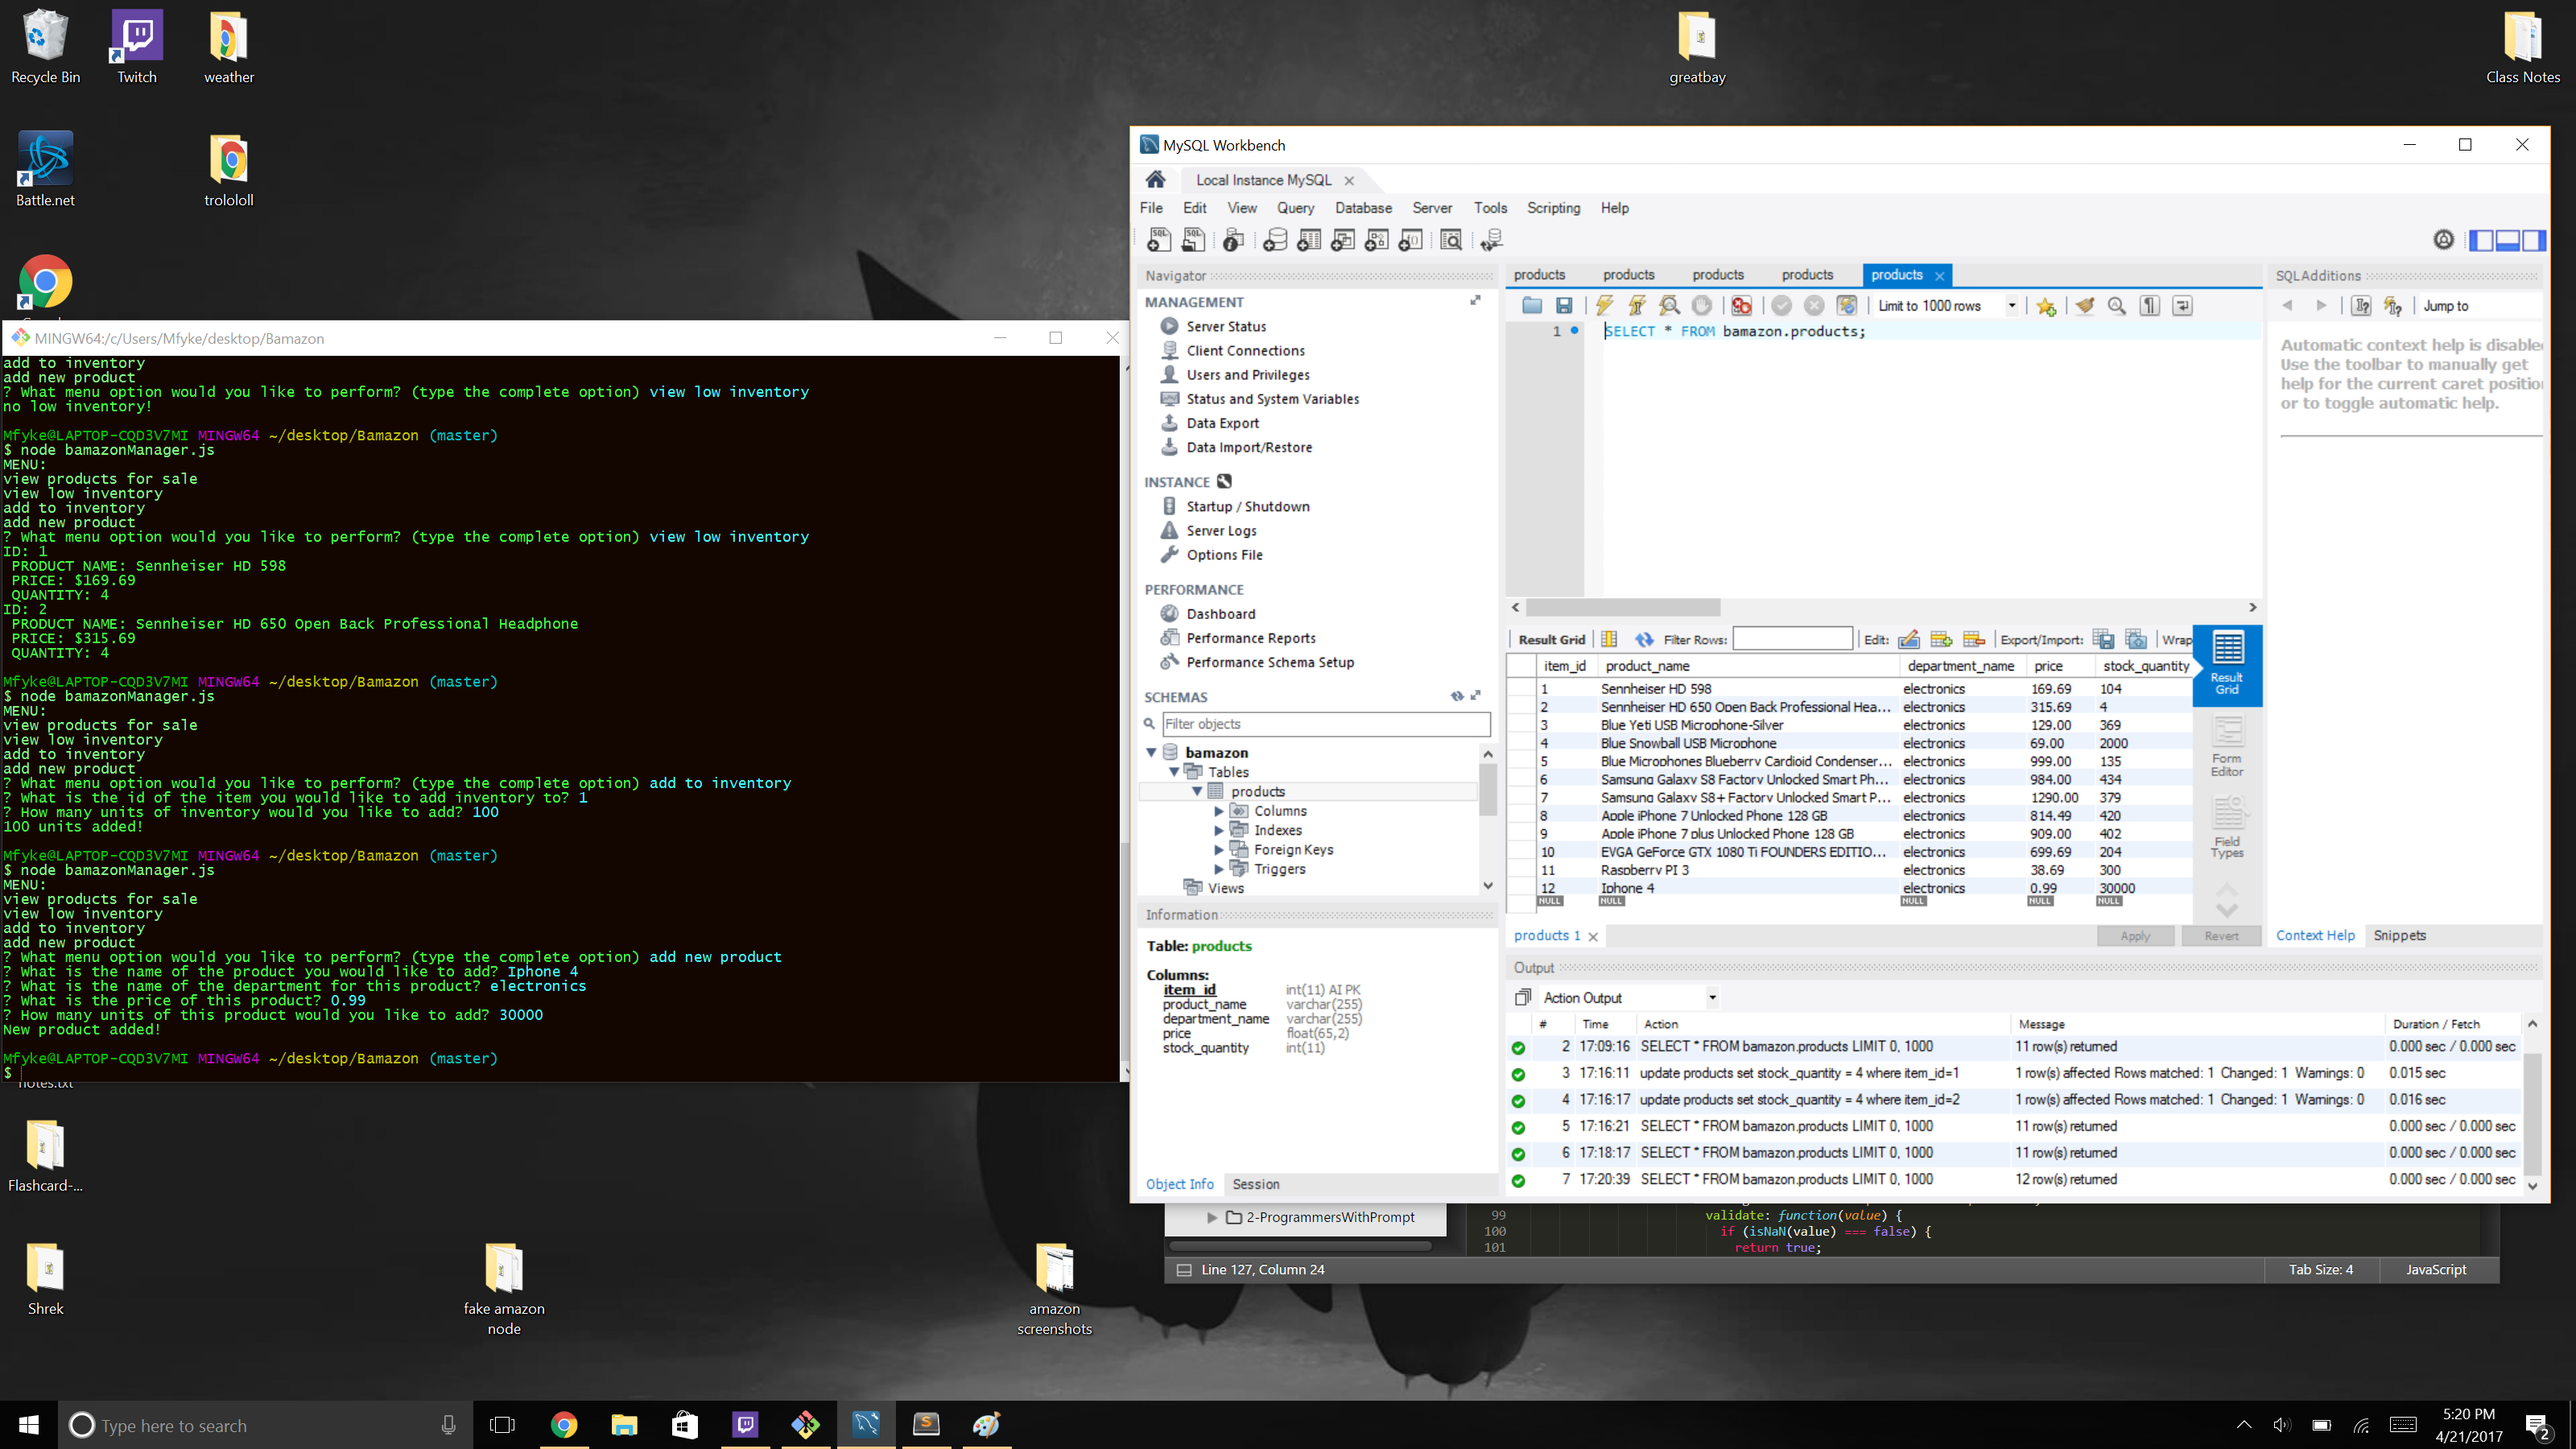 Recycle Bin
Twitch
weather
greatbay
Class Notes
Battle.net
trolololl
MINGW64:/c/Users/Mfyke/desktop/Bamazon
add to inventory
add new product
? What menu option would you like to perform? (type the complete option) view low inventory
no low inventory!
Mfyke@LAPTOP-CQD3V7MI MINGW64 ~/desktop/Bamazon (master)
$ node bamazonManager.js
MENU:
view products for sale
view low inventory
add to inventory
add new product
? What menu option would you like to perform? (type the complete option) view low inventory
ID: 1
PRODUCT NAME: Sennheiser HD 598
PRICE: $169.69
QUANTITY: 4
ID: 2
PRODUCT NAME: Sennheiser HD 650 Open Back Professional Headphone
PRICE: $315.69
QUANTITY: 4
Mfyke@LAPTOP-CQD3V7MI MINGW64 ~/desktop/Bamazon (master)
$ node bamazonManager.js
MENU:
view products for sale
view low inventory
add to inventory
add new product
? What menu option would you like to perform? (type the complete option) add to inventory
? What is the id of the item you would like to add inventory to? 1
? How many units of inventory would you like to add? 100
100 units added!
Mfyke@LAPTOP-CQD3V7MI MINGW64 ~/desktop/Bamazon (master)
$ node bamazonManager.js
MENU:
view products for sale
view low inventory
add to inventory
add new product
? What menu option would you like to perform? (type the complete option) add new product
? What is the name of the product you would like to add? Iphone 4
? What is the name of the department for this product? electronics
? What is the price of this product? 0.99
? How many units of this product would you like to add? 30000
New product added!
Mfyke@LAPTOP-CQD3V7MI MINGW64 ~/desktop/Bamazon (master)
$
notes.txt
Flashcard-...
Shrek
fake amazon
node
amazon
screenshots
MySQL Workbench
Local Instance MySQL
File Edit View Query Database Server Tools Scripting Help
Navigator
MANAGEMENT
Server Status
Client Connections
Users and Privileges
Status and System Variables
Data Export
Data Import/Restore
INSTANCE
Startup / Shutdown
Server Logs
Options File
PERFORMANCE
Dashboard
Performance Reports
Performance Schema Setup
SCHEMAS
Filter objects
bamazon
Tables
products
Columns
Indexes
Foreign Keys
Triggers
Views
Information
Table: products
Columns:
item_id int(11) AI PK
product_name varchar(255)
department_name varchar(255)
price float(65,2)
stock_quantity int(11)
Object Info Session
products products products products products
Limit to 1000 rows
1 SELECT * FROM bamazon.products;
Result Grid Filter Rows: Edit: Export/Import: Wrap
item_id product_name department_name price stock_quantity
1 Sennheiser HD 598 electronics 169.69 104
2 Sennheiser HD 650 Open Back Professional Hea... electronics 315.69 4
3 Blue Yeti USB Microphone-Silver electronics 129.00 369
4 Blue Snowball USB Microphone electronics 69.00 2000
5 Blue Microphones Blueberry Cardioid Condenser... electronics 999.00 135
6 Samsung Galaxy S8 Factory Unlocked Smart Ph... electronics 984.00 434
7 Samsung Galaxy S8+ Factory Unlocked Smart P... electronics 1290.00 379
8 Apple iPhone 7 Unlocked Phone 128 GB electronics 814.49 420
9 Apple iPhone 7 plus Unlocked Phone 128 GB electronics 909.00 402
10 EVGA GeForce GTX 1080 Ti FOUNDERS EDITIO... electronics 699.69 204
11 Raspberry PI 3 electronics 38.69 300
12 Iphone 4 electronics 0.99 30000
NULL NULL NULL NULL NULL
Result
Grid
Form
Editor
Field
Types
products 1
Apply Revert
SQLAdditions
Jump to
Automatic context help is disable
Use the toolbar to manually get
help for the current caret positio
or to toggle automatic help.
Context Help Snippets
Output
Action Output
# Time Action Message Duration / Fetch
2 17:09:16 SELECT * FROM bamazon.products LIMIT 0, 1000 11 row(s) returned 0.000 sec / 0.000 sec
3 17:16:11 update products set stock_quantity = 4 where item_id=1 1 row(s) affected Rows matched: 1 Changed: 1 Warnings: 0 0.015 sec
4 17:16:17 update products set stock_quantity = 4 where item_id=2 1 row(s) affected Rows matched: 1 Changed: 1 Warnings: 0 0.016 sec
5 17:16:21 SELECT * FROM bamazon.products LIMIT 0, 1000 11 row(s) returned 0.000 sec / 0.000 sec
6 17:18:17 SELECT * FROM bamazon.products LIMIT 0, 1000 11 row(s) returned 0.000 sec / 0.000 sec
7 17:20:39 SELECT * FROM bamazon.products LIMIT 0, 1000 12 row(s) returned 0.000 sec / 0.000 sec
2-ProgrammersWithPrompt
99 validate: function(value) {
100 if (isNaN(value) === false) {
101 return true;
Line 127, Column 24
Tab Size: 4 JavaScript
Type here to search
5:20 PM
4/21/2017
2